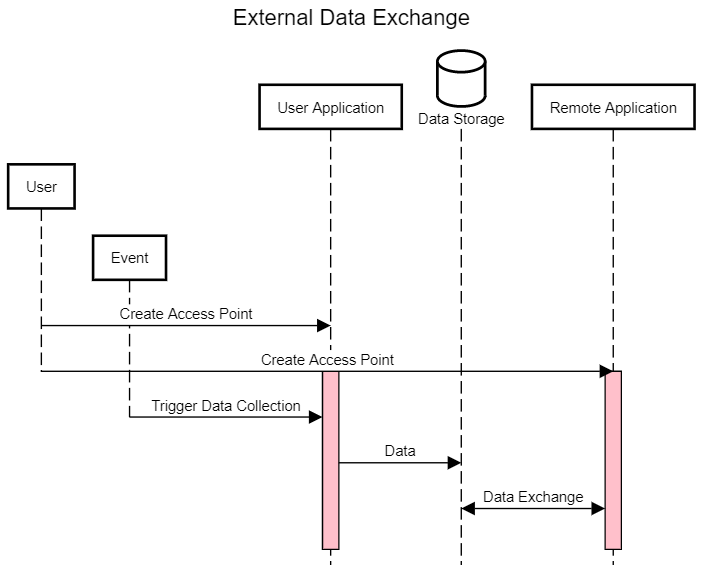 External Data Exchange
User Application
Data Storage
Remote Application
User
Event
Create Access Point
Create Access Point
Trigger Data Collection
Data
Data Exchange